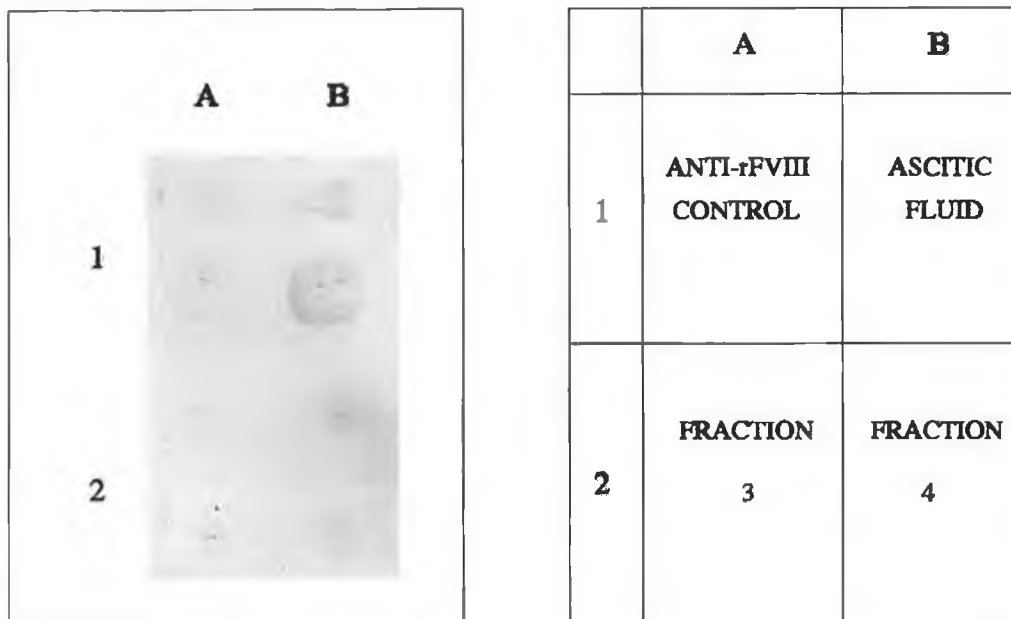 A B
1
2
A B
1
ANTI-rFVIII
CONTROL
ASCITIC
FLUID
2
FRACTION
3
FRACTION
4